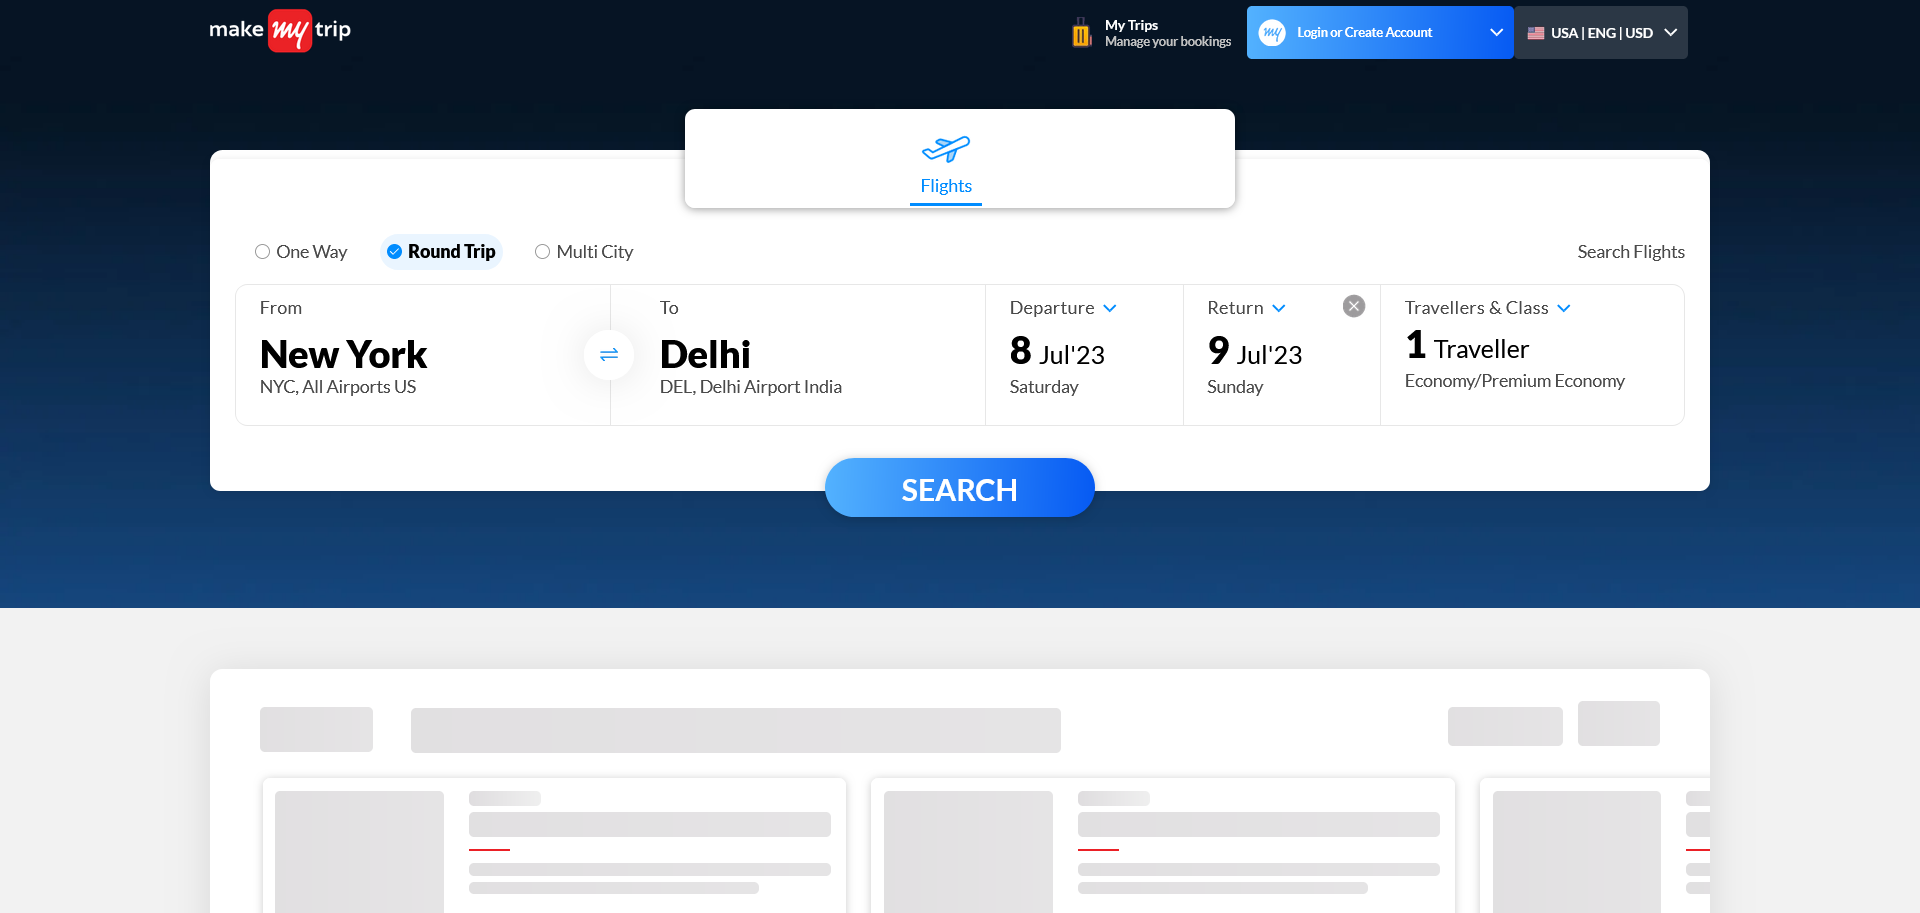 make my trip
My Trips
Manage your bookings
my
Login or Create Account
USA | ENG | USD
Flights
One Way
Round Trip
Multi City
Search Flights
From
New York
NYC, All Airports US
To
Delhi
DEL, Delhi Airport India
Departure
8 Jul'23
Saturday
Return
9 Jul'23
Sunday
Travellers & Class
1 Traveller
Economy/Premium Economy
SEARCH